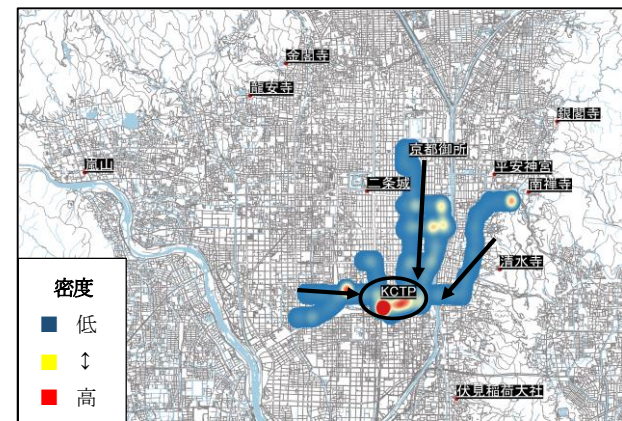 金閣寺
龍安寺
銀閣寺
京都御所
平安神宮
嵐山
二条城
南禅寺
清水寺
KCTP
伏見稲荷大社
密度
低
↕
高